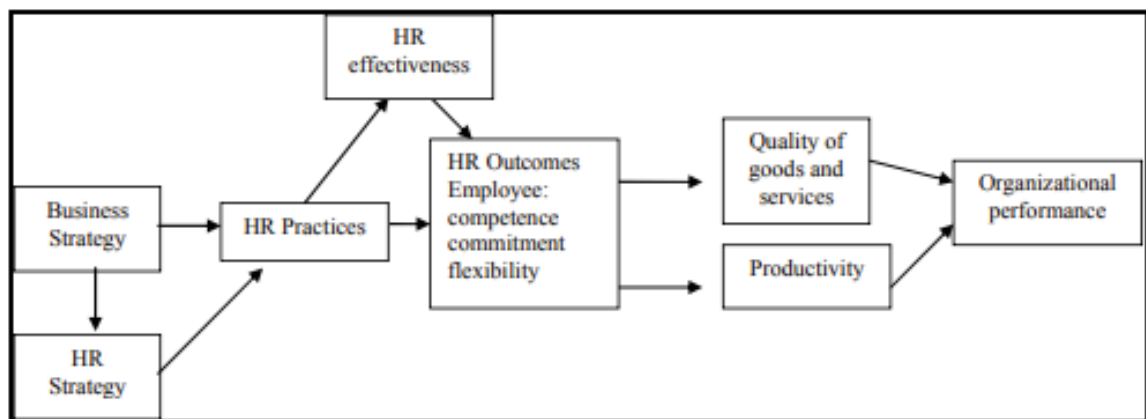 HR
effectiveness
HR Outcomes
Employee:
competence
commitment
flexibility
Quality of
goods and
services
Organizational
performance
Business
Strategy
HR Practices
Productivity
HR
Strategy